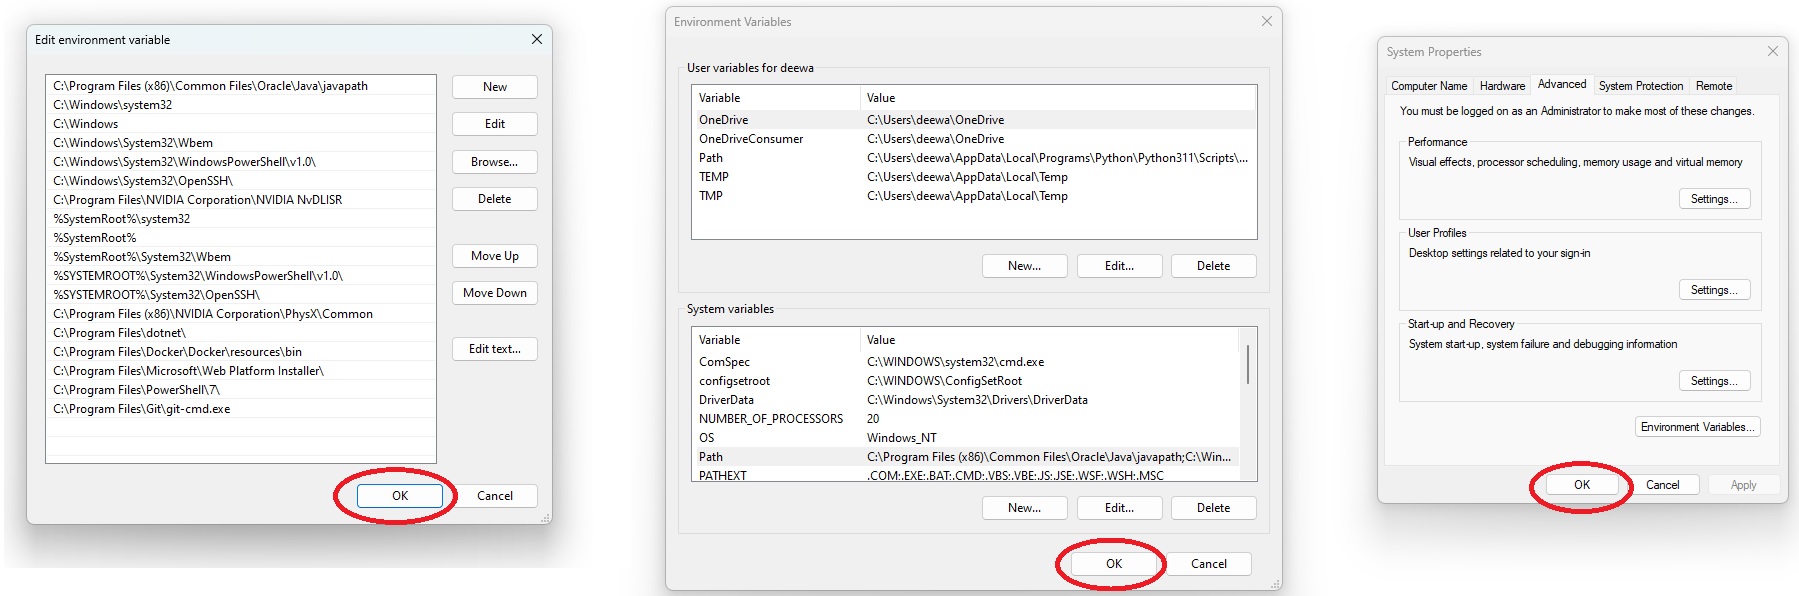 Edit environment variable
C:\Program Files (x86)\Common Files\Oracle\Java\javapath
C:\Windows\system32
C:\Windows
C:\Windows\System32\Wbem
C:\Windows\System32\WindowsPowerShell\v1.0\
C:\Windows\System32\OpenSSH\
C:\Program Files\NVIDIA Corporation\NVIDIA NvDLISR
%SystemRoot%\system32
%SystemRoot%
%SystemRoot%\System32\Wbem
%SYSTEMROOT%\System32\WindowsPowerShell\v1.0\
%SYSTEMROOT%\System32\OpenSSH\
C:\Program Files (x86)\NVIDIA Corporation\PhysX\Common
C:\Program Files\dotnet\
C:\Program Files\Docker\Docker\resources\bin
C:\Program Files\Microsoft\Web Platform Installer\
C:\Program Files\PowerShell\7\
C:\Program Files\Git\git-cmd.exe
New
Edit
Browse...
Delete
Move Up
Move Down
Edit text...
OK
Cancel
Environment Variables
User variables for deewa
Variable Value
OneDrive C:\Users\deewa\OneDrive
OneDriveConsumer C:\Users\deewa\OneDrive
Path C:\Users\deewa\AppData\Local\Programs\Python\Python311\Scripts\...
TEMP C:\Users\deewa\AppData\Local\Temp
TMP C:\Users\deewa\AppData\Local\Temp
New... Edit... Delete
System variables
Variable Value
ComSpec C:\WINDOWS\system32\cmd.exe
configsetroot C:\WINDOWS\ConfigSetRoot
DriverData C:\Windows\System32\Drivers\DriverData
NUMBER_OF_PROCESSORS 20
OS Windows_NT
Path C:\Program Files (x86)\Common Files\Oracle\Java\javapath;C:\Win...
PATHEXT .COM;.EXE;.BAT;.CMD;.VBS;.VBE;.JS;.JSE;.WSF;.WSH;.MSC
New... Edit... Delete
OK Cancel
System Properties
Computer Name Hardware Advanced System Protection Remote
You must be logged on as an Administrator to make most of these changes.
Performance
Visual effects, processor scheduling, memory usage and virtual memory
Settings...
User Profiles
Desktop settings related to your sign-in
Settings...
Start-up and Recovery
System start-up, system failure and debugging information
Settings...
Environment Variables...
OK Cancel Apply